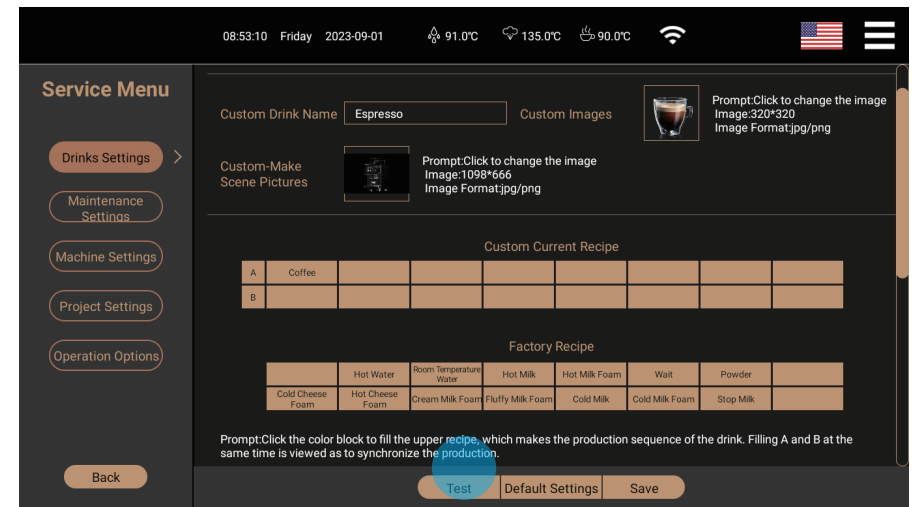 08:53:10 Friday 2023-09-01 91.0℃ 135.0℃ 90.0℃
Service Menu
Drinks Settings >
Maintenance
Settings
Machine Settings
Project Settings
Operation Options
Back
Custom Drink Name Espresso Custom Images
Prompt:Click to change the image
Image:320*320
Image Format:jpg/png
Custom-Make
Scene Pictures
Prompt:Click to change the image
Image:1098*666
Image Format:jpg/png
Custom Current Recipe
A Coffee
B
Factory Recipe
Hot Water Room Temperature Water Hot Milk Hot Milk Foam Wait Powder
Cold Cheese Foam Hot Cheese Foam Cream Milk Foam Fluffy Milk Foam Cold Milk Cold Milk Foam Stop Milk
Prompt:Click the color block to fill the upper recipe, which makes the production sequence of the drink. Filling A and B at the
same time is viewed as to synchronize the production.
Test Default Settings Save